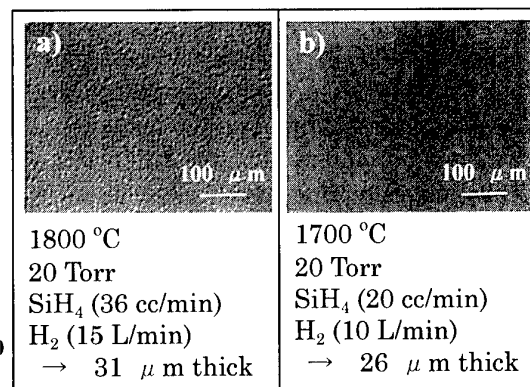 a)
100 μm
1800 °C
20 Torr
SiH₄ (36 cc/min)
H₂ (15 L/min)
→ 31 μm thick
b)
100 μm
1700 °C
20 Torr
SiH₄ (20 cc/min)
H₂ (10 L/min)
→ 26 μm thick